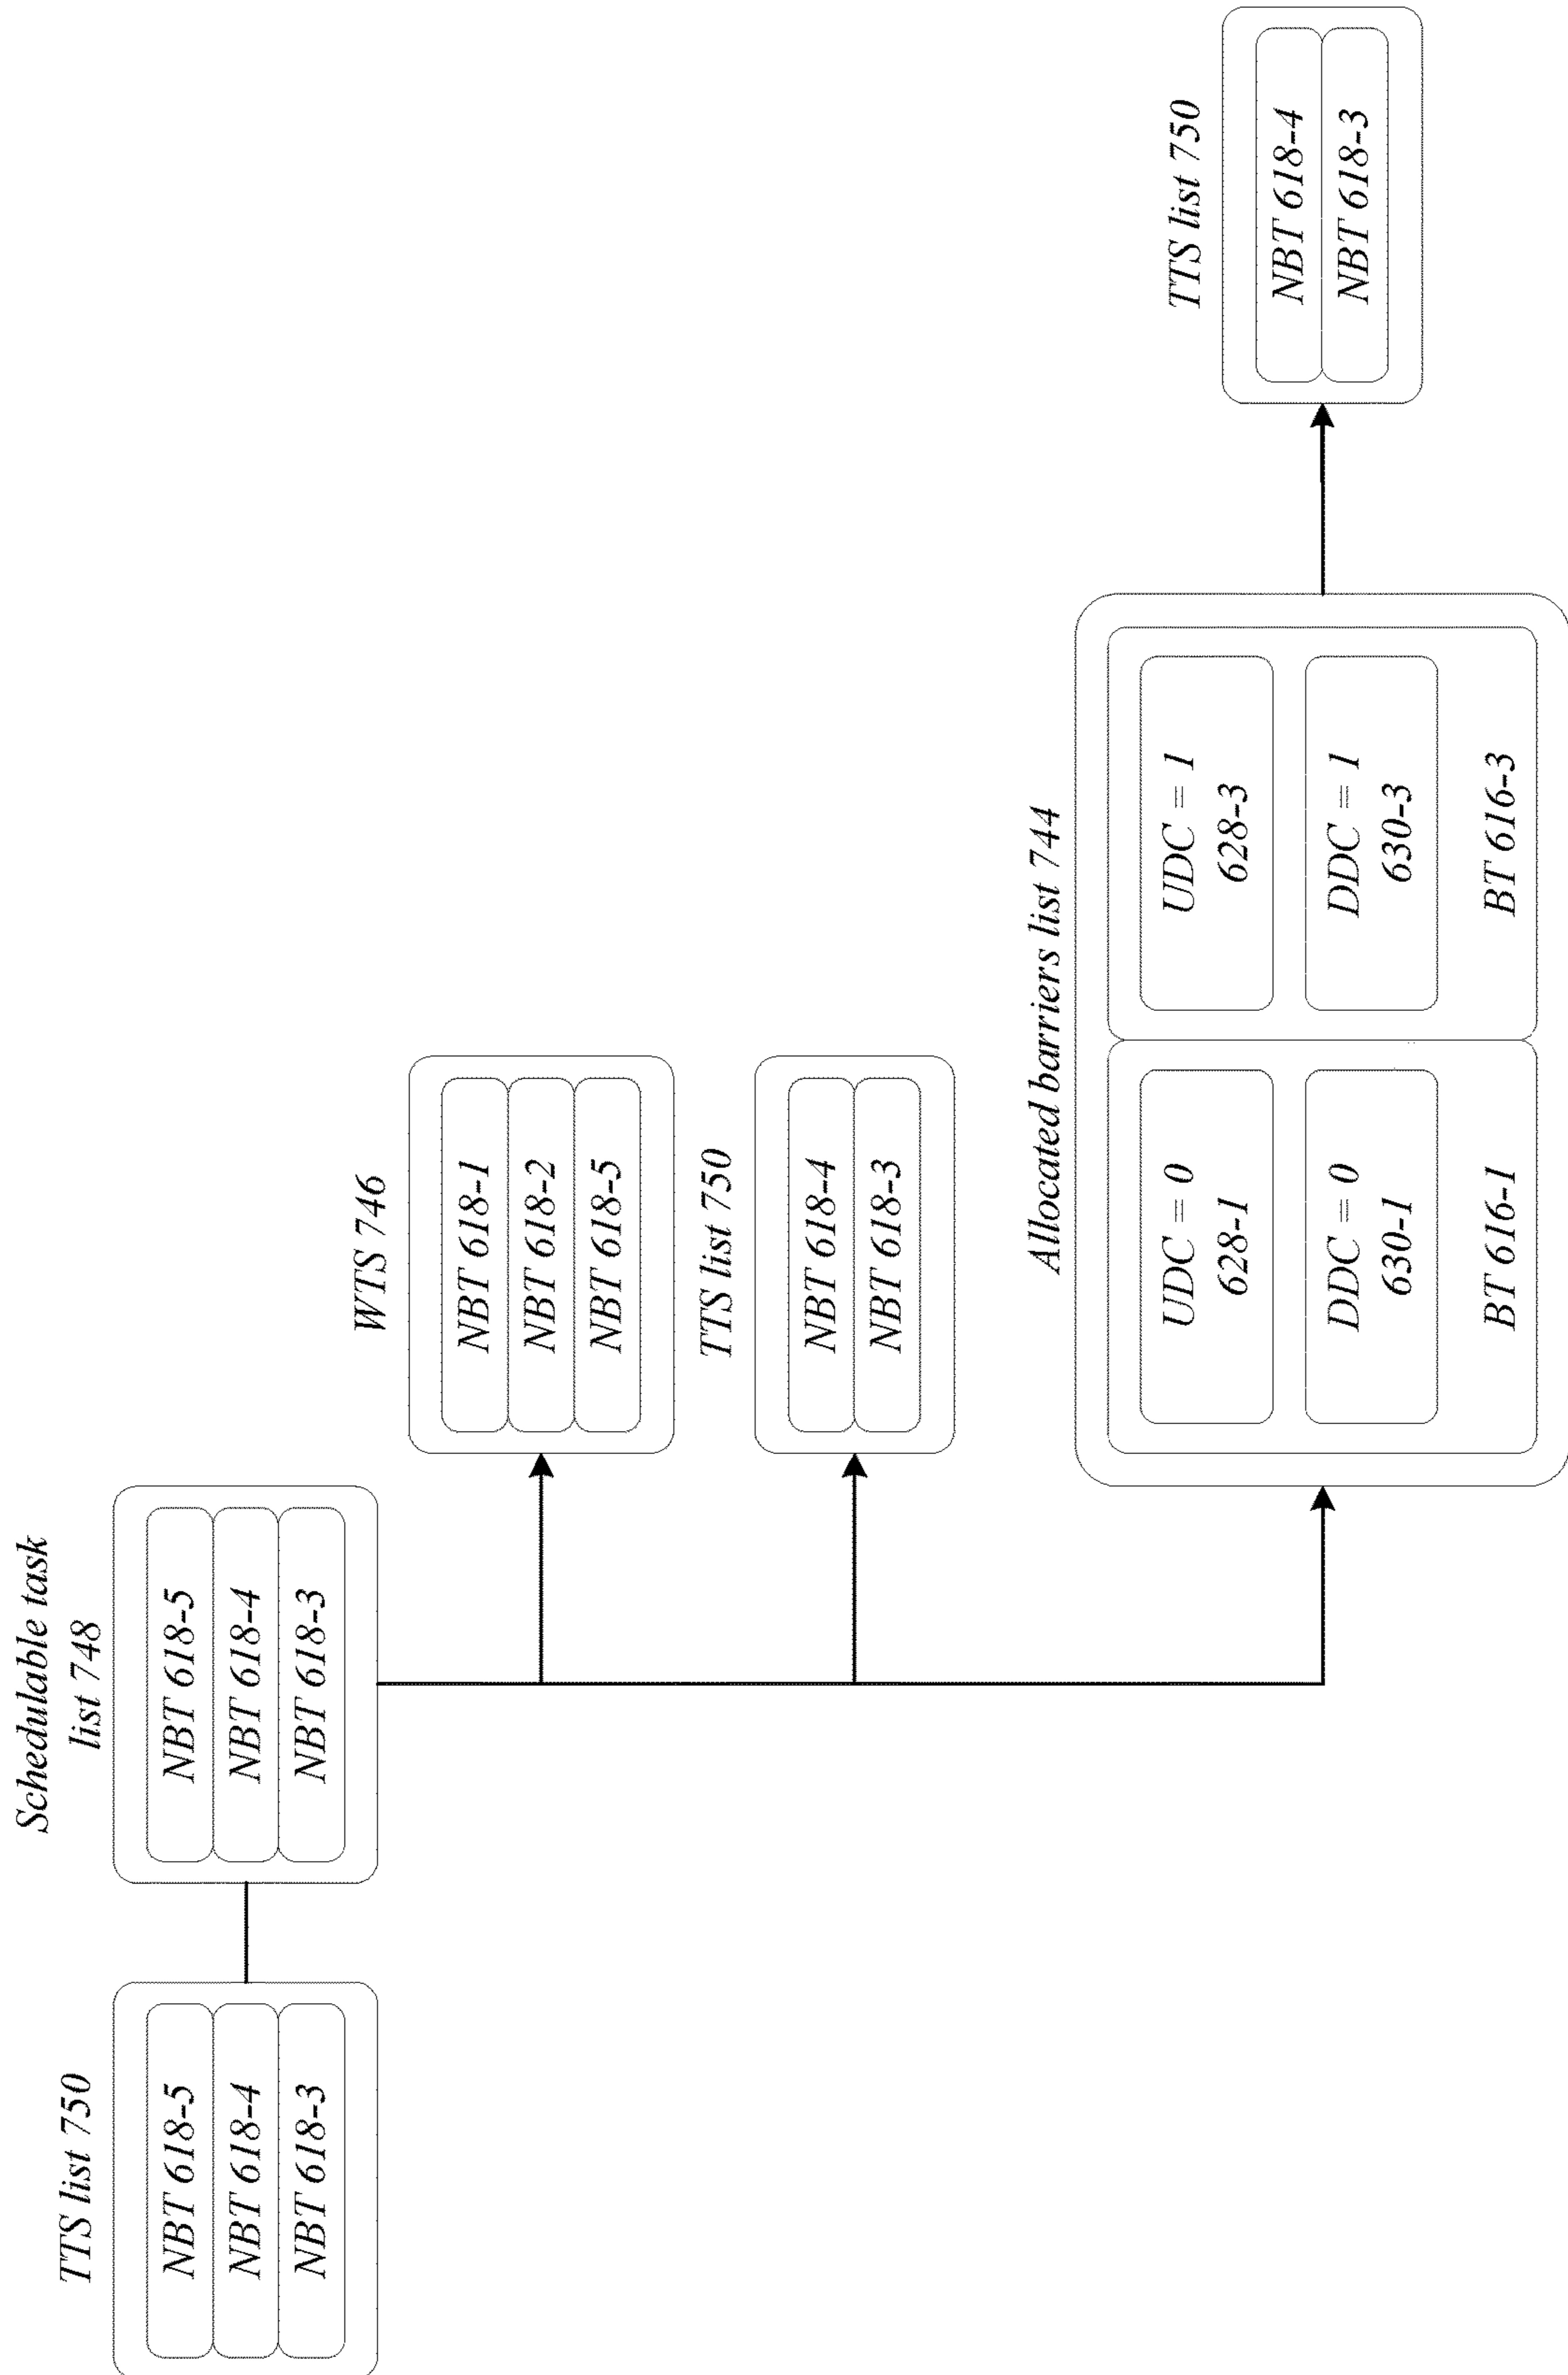 TTS list 750
NBT 618-5
NBT 618-4
NBT 618-3
Schedulable task
list 748
NBT 618-5
NBT 618-4
NBT 618-3
WTS 746
NBT 618-1
NBT 618-2
NBT 618-5
TTS list 750
NBT 618-4
NBT 618-3
Allocated barriers list 744
UDC = 0
628-1
DDC = 0
630-1
BT 616-1
UDC = 1
628-3
DDC = 1
630-3
BT 616-3
TTS list 750
NBT 618-4
NBT 618-3